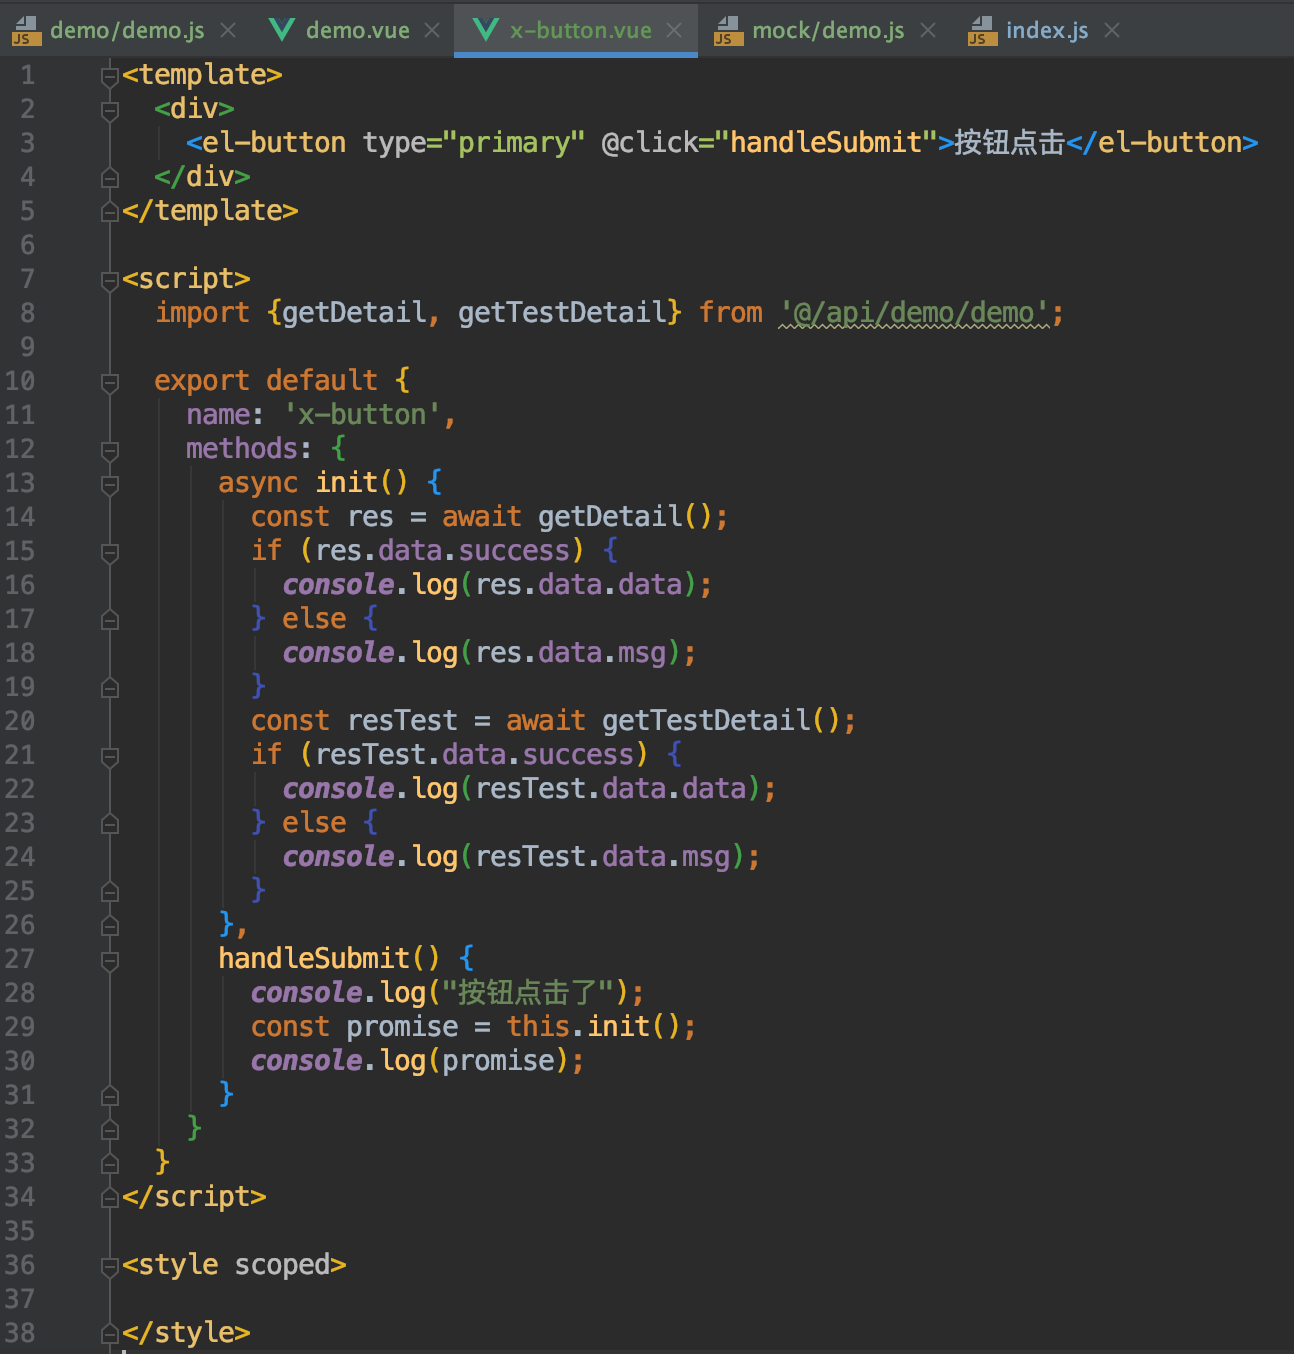 demo/demo.js demo.vue x-button.vue mock/demo.js index.js
1 <template>
2 <div>
3 <el-button type="primary" @click="handleSubmit">按钮点击</el-button>
4 </div>
5 </template>
6
7 <script>
8 import {getDetail, getTestDetail} from '@/api/demo/demo';
9
10 export default {
11 name: 'x-button',
12 methods: {
13 async init() {
14 const res = await getDetail();
15 if (res.data.success) {
16 console.log(res.data.data);
17 } else {
18 console.log(res.data.msg);
19 }
20 const resTest = await getTestDetail();
21 if (resTest.data.success) {
22 console.log(resTest.data.data);
23 } else {
24 console.log(resTest.data.msg);
25 }
26 },
27 handleSubmit() {
28 console.log("按钮点击了");
29 const promise = this.init();
30 console.log(promise);
31 }
32 }
33 }
34 </script>
35
36 <style scoped>
37
38 </style>